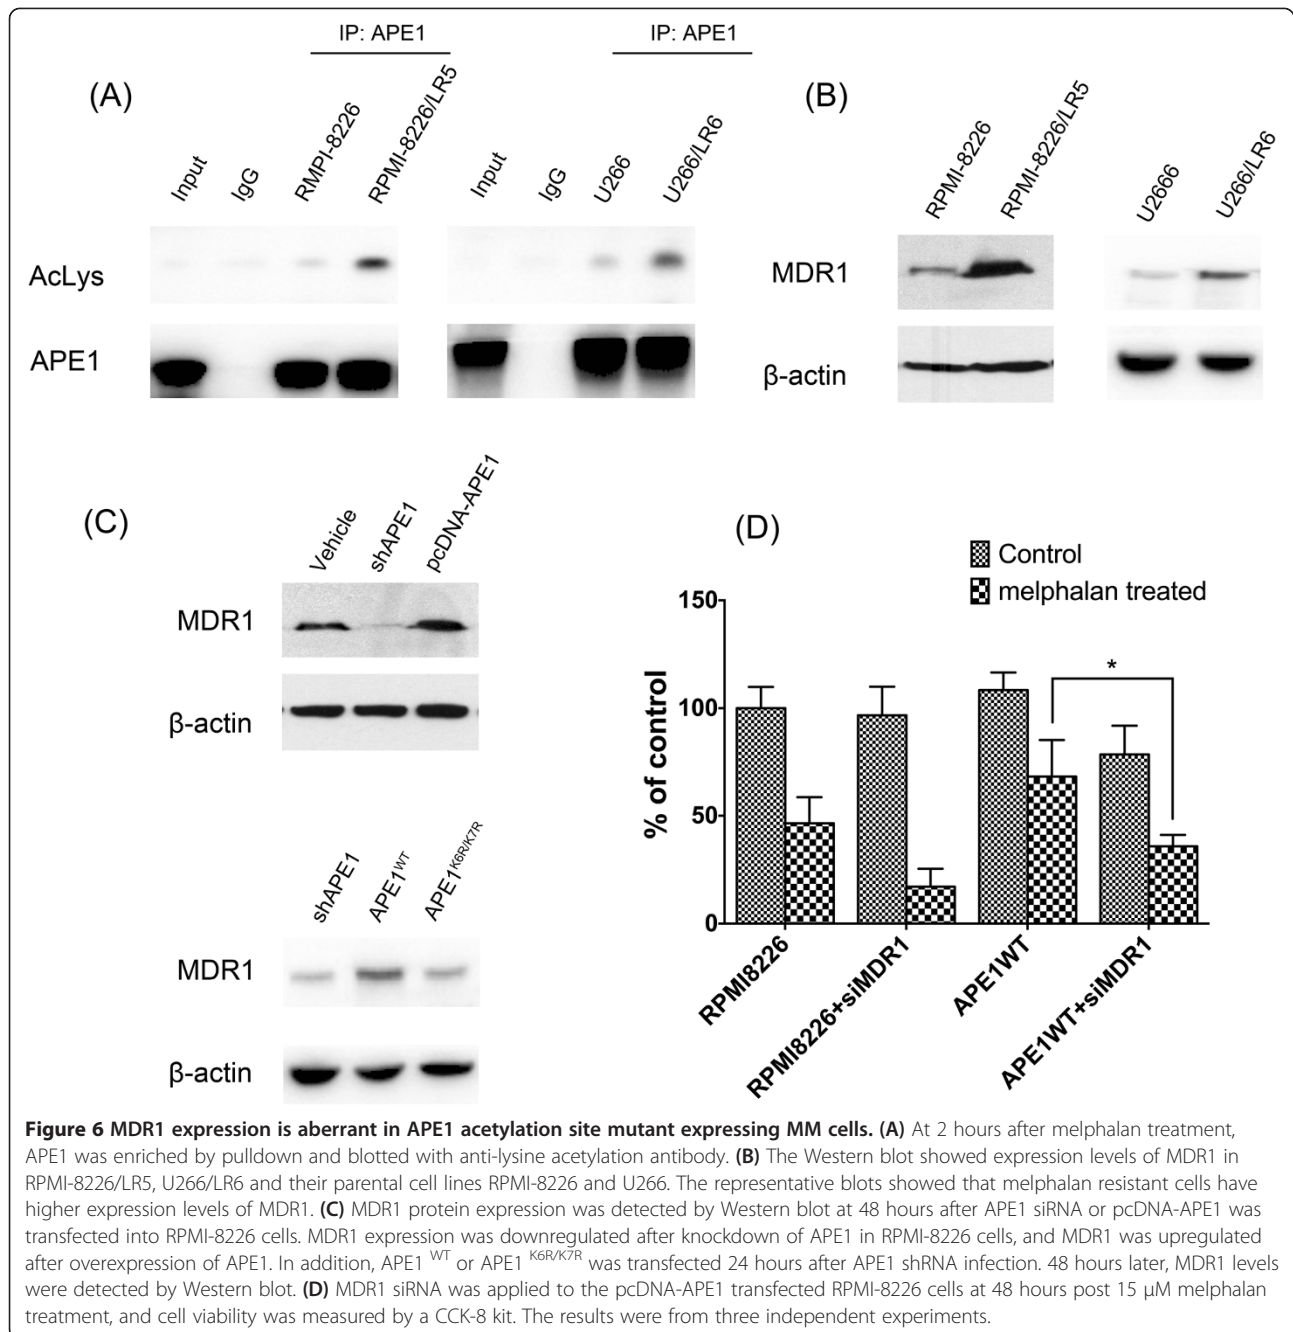 IP: APE1
IP: APE1
(A)
Input
IgG
RMPI-8226
RPMI-8226/LR5
Input
IgG
U266
U266/LR6
AcLys
APE1
(B)
RPMI-8226
RPMI-8226/LR5
U2666
U266/LR6
MDR1
β-actin
(C)
Vehicle
shAPE1
pcDNA-APE1
MDR1
β-actin
shAPE1
APE1WT
APE1K6R/K7R
MDR1
β-actin
(D)
Control
melphalan treated
% of control
150
100
50
0
*
RPMI8226
RPMI8226+siMDR1
APE1WT
APE1WT+siMDR1
Figure 6 MDR1 expression is aberrant in APE1 acetylation site mutant expressing MM cells. (A) At 2 hours after melphalan treatment,
APE1 was enriched by pulldown and blotted with anti-lysine acetylation antibody. (B) The Western blot showed expression levels of MDR1 in
RPMI-8226/LR5, U266/LR6 and their parental cell lines RPMI-8226 and U266. The representative blots showed that melphalan resistant cells have
higher expression levels of MDR1. (C) MDR1 protein expression was detected by Western blot at 48 hours after APE1 siRNA or pcDNA-APE1 was
transfected into RPMI-8226 cells. MDR1 expression was downregulated after knockdown of APE1 in RPMI-8226 cells, and MDR1 was upregulated
after overexpression of APE1. In addition, APE1 WT or APE1 K6R/K7R was transfected 24 hours after APE1 shRNA infection. 48 hours later, MDR1 levels
were detected by Western blot. (D) MDR1 siRNA was applied to the pcDNA-APE1 transfected RPMI-8226 cells at 48 hours post 15 μM melphalan
treatment, and cell viability was measured by a CCK-8 kit. The results were from three independent experiments.